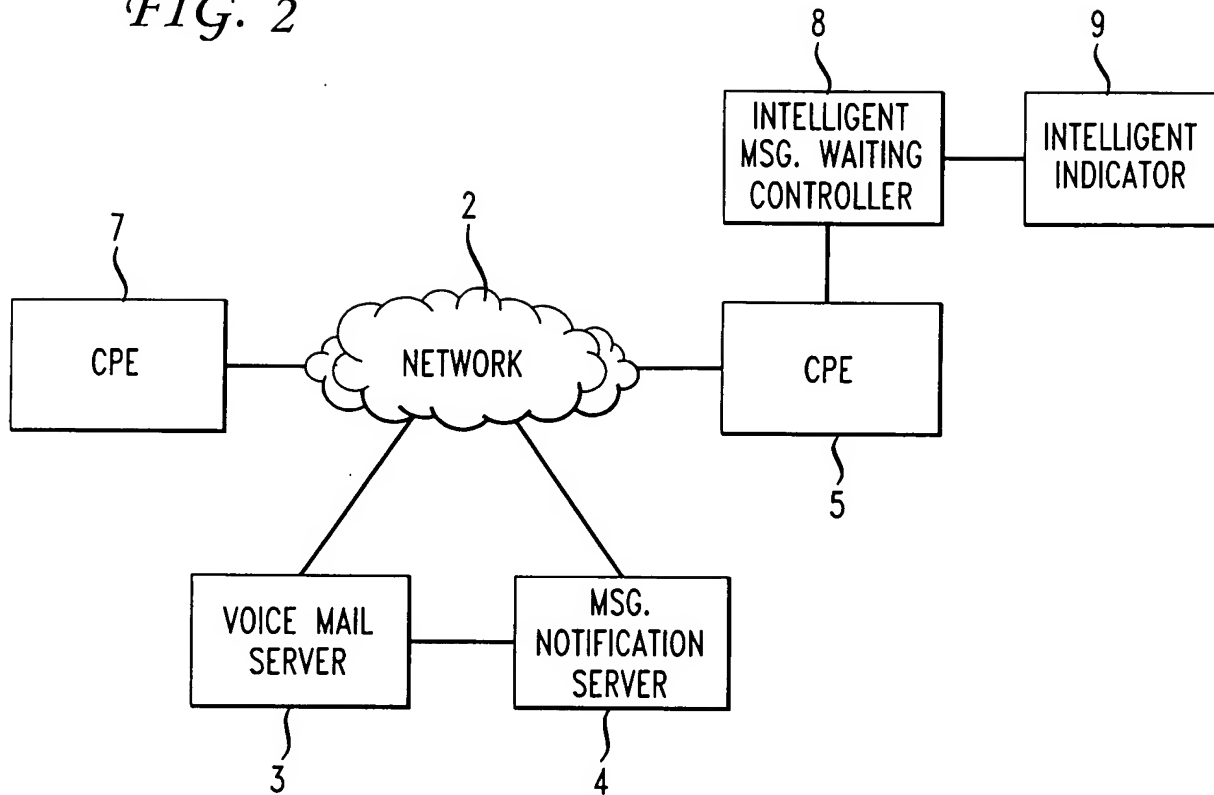 FIG. 2
8
9
INTELLIGENT
MSG. WAITING
CONTROLLER
INTELLIGENT
INDICATOR
7
2
CPE
NETWORK
CPE
5
VOICE MAIL
SERVER
MSG.
NOTIFICATION
SERVER
3
4